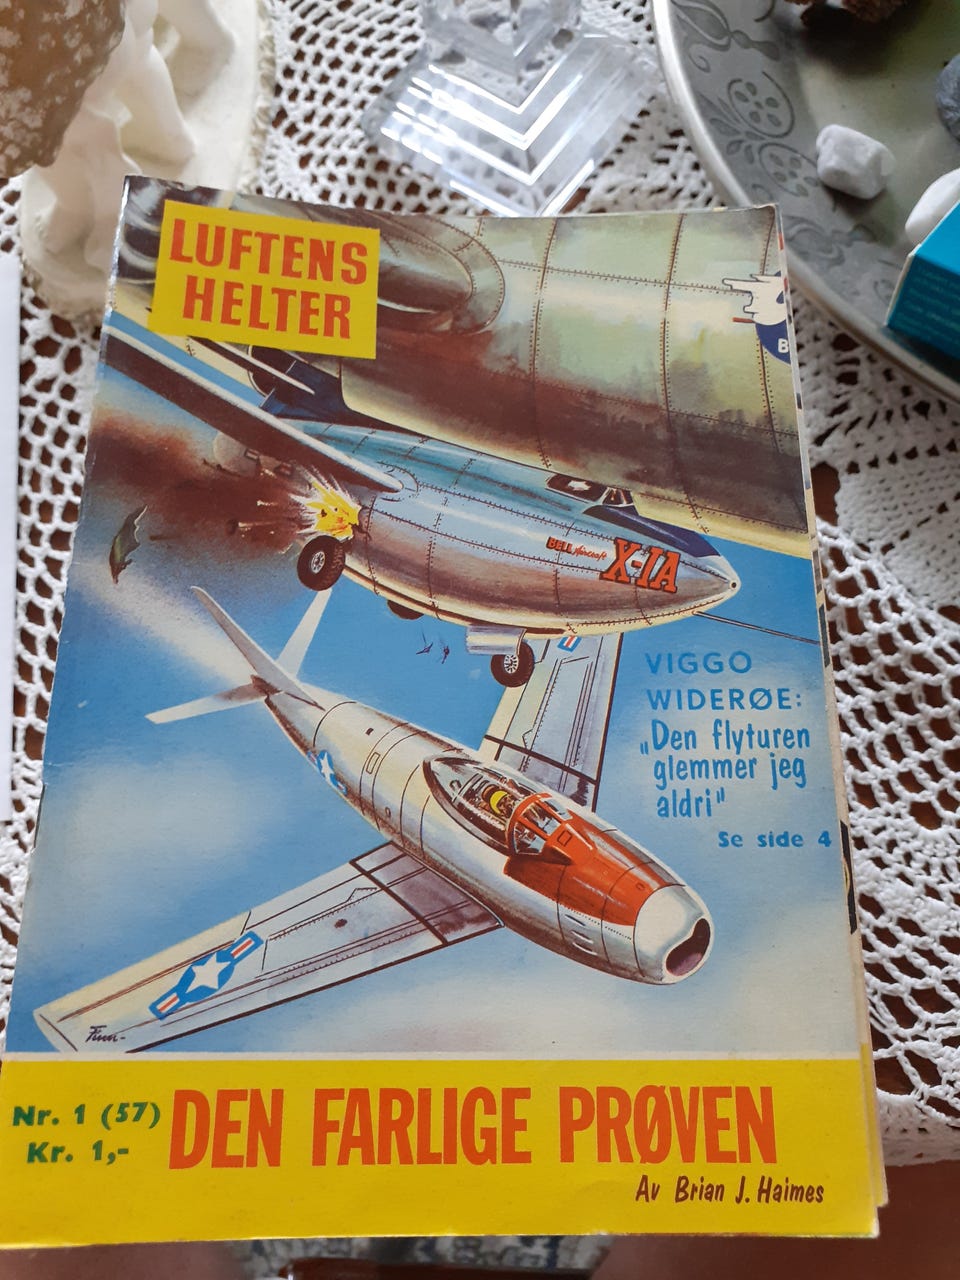 LUFTENS
HELTER
B
BELL Aircraft X-1A
VIGGO
WIDERØE:
„Den flyturen
glemmer jeg
aldri"
Se side 4
Finn-
Nr. 1 (57)
Kr. 1,-
DEN FARLIGE PRØVEN
Av Brian J. Haimes